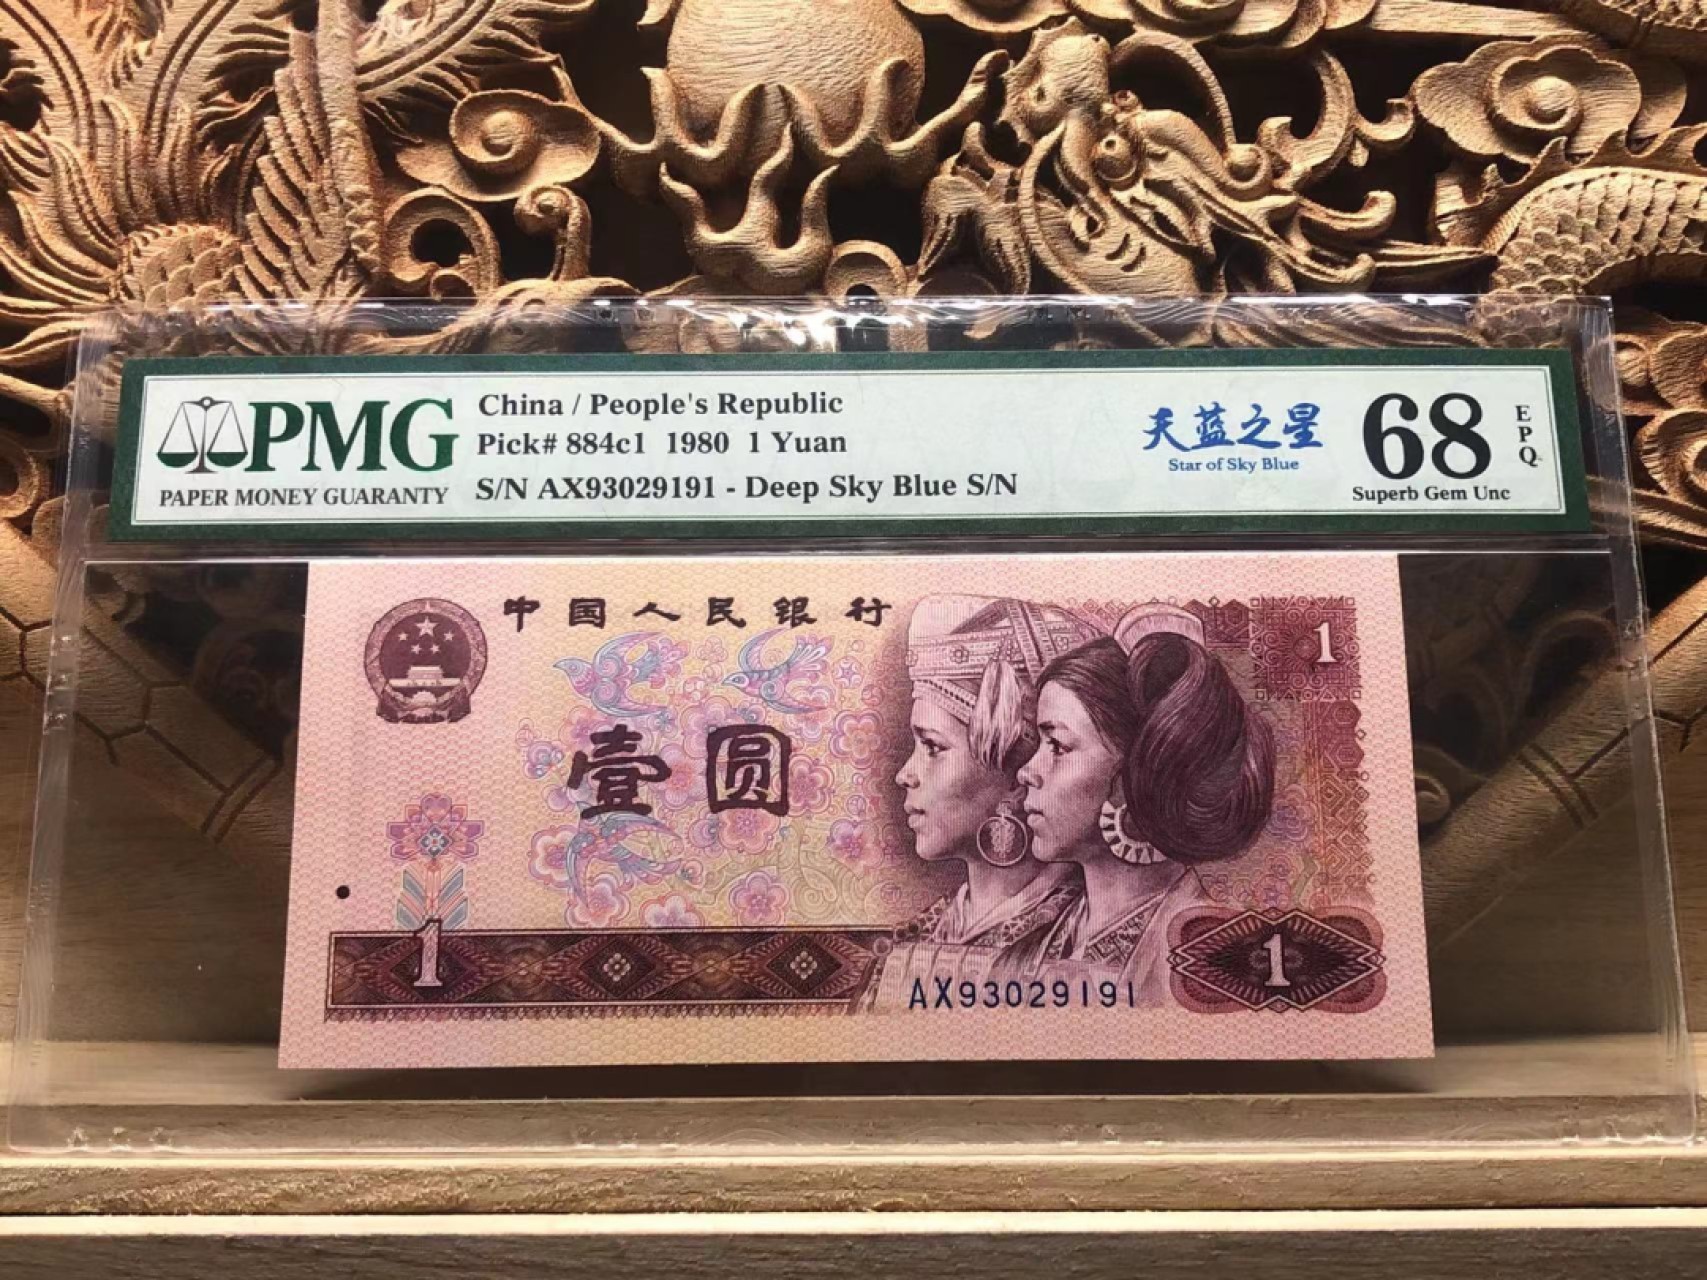 PMG
PAPER MONEY GUARANTY
China / People's Republic
Pick# 884c1 1980 1 Yuan
S/N AX93029191 - Deep Sky Blue S/N
天蓝之星
Star of Sky Blue
68
EPQ
Superb Gem Unc
中国人民银行
1
壹圆
1
1
AX93029191